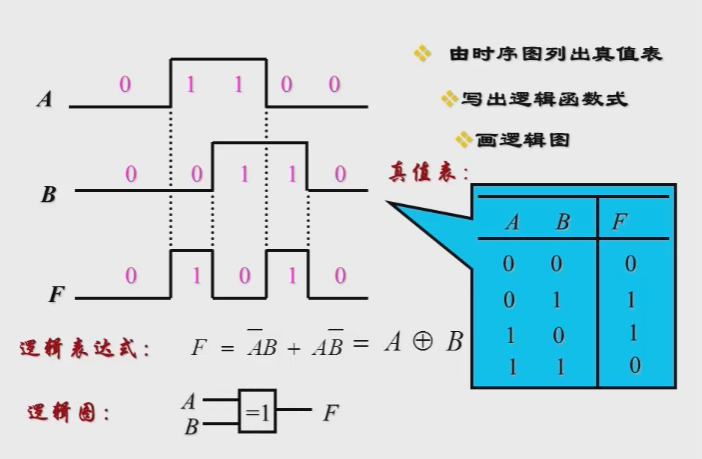 A 0 1 1 0 0
B 0 0 1 1 0
F 0 1 0 1 0
由时序图列出真值表
写出逻辑函数式
画逻辑图
真值表：
A B F
0 0 0
0 1 1
1 0 1
1 1 0
逻辑表达式： F = A̅B + AB̅ = A ⊕ B
逻辑图：
A
B
=1
F